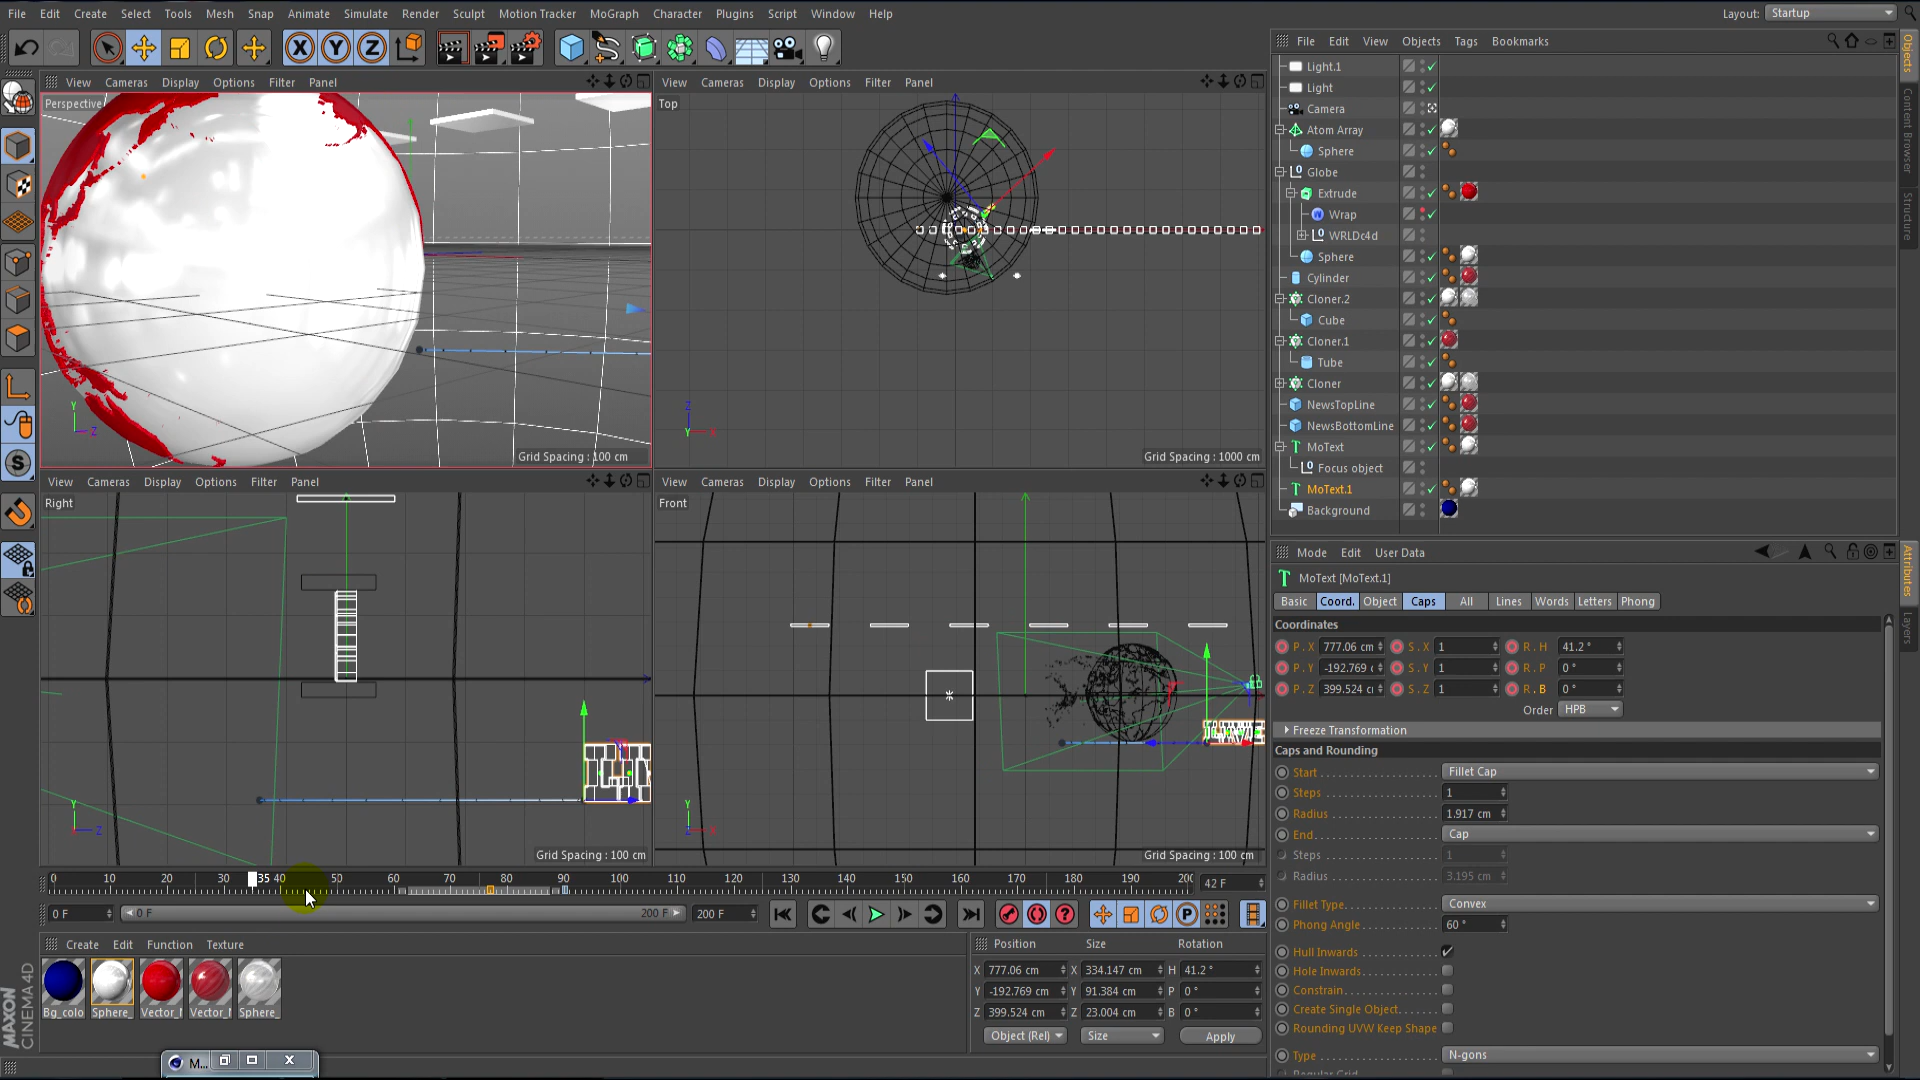 File Edit Create Select Tools Mesh Snap Animate Simulate Render Sculpt Motion Tracker MoGraph Character Plugins Script Window Help Layout: Startup
X Y Z
View Cameras Display Options Filter Panel
Perspective
Grid Spacing : 100 cm
Y
Z
View Cameras Display Options Filter Panel
Top
Grid Spacing : 1000 cm
Z
Y
X
View Cameras Display Options Filter Panel
Right
Grid Spacing : 100 cm
Y
Z
View Cameras Display Options Filter Panel
Front
Grid Spacing : 100 cm
Y
Z
X
S
File Edit View Objects Tags Bookmarks
Light.1
Light
Camera
Atom Array
Sphere
Globe
Extrude
Wrap
WRLDc4d
Sphere
Cylinder
Cloner.2
Cube
Cloner.1
Tube
Cloner
NewsTopLine
NewsBottomLine
MoText
Focus object
MoText.1
Background
Objects
Content Browser
Structure
Mode Edit User Data
MoText [MoText.1]
Basic Coord. Object Caps All Lines Words Letters Phong
Coordinates
P . X 777.06 cm S . X 1 R . H 41.2 °
P . Y -192.769 c S . Y 1 R . P 0 °
P . Z 399.524 c S . Z 1 R . B 0 °
Order HPB
Freeze Transformation
Caps and Rounding
Start Fillet Cap
Steps 1
Radius 1.917 cm
End Cap
Steps 1
Radius 3.195 cm
Fillet Type Convex
Phong Angle 60 °
Hull Inwards
Hole Inwards
Constrain
Create Single Object
Rounding UVW Keep Shape
Type N-gons
Regular Grid
Attributes
Layers
0 10 20 30 35 40 50 60 70 80 90 100 110 120 130 140 150 160 170 180 190 200 42 F
0 F 0 F 200 F 200 F P
Create Edit Function Texture
Bg_colo Sphere_ Vector_ Vector_ Sphere_
Position Size Rotation
X 777.06 cm X 334.147 cm H 41.2 °
Y -192.769 cm Y 91.384 cm P 0 °
Z 399.524 cm Z 23.004 cm B 0 °
Object (Rel) Size Apply
MAXON
CINEMA 4D
M...